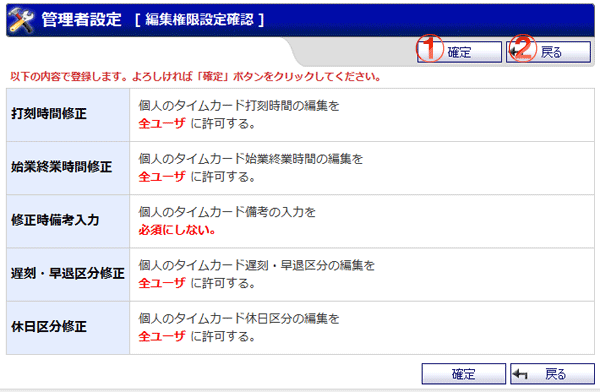 管理者設定 [ 編集権限設定確認 ]
① 確定 ② 戻る
以下の内容で登録します。よろしければ「確定」ボタンをクリックしてください。
打刻時間修正
個人のタイムカード打刻時間の編集を
全ユーザ に許可する。
始業終業時間修正
個人のタイムカード始業終業時間の編集を
全ユーザ に許可する。
修正時備考入力
個人のタイムカード備考の入力を
必須にしない。
遅刻・早退区分修正
個人のタイムカード遅刻・早退区分の編集を
全ユーザ に許可する。
休日区分修正
個人のタイムカード休日区分の編集を
全ユーザ に許可する。
確定 戻る